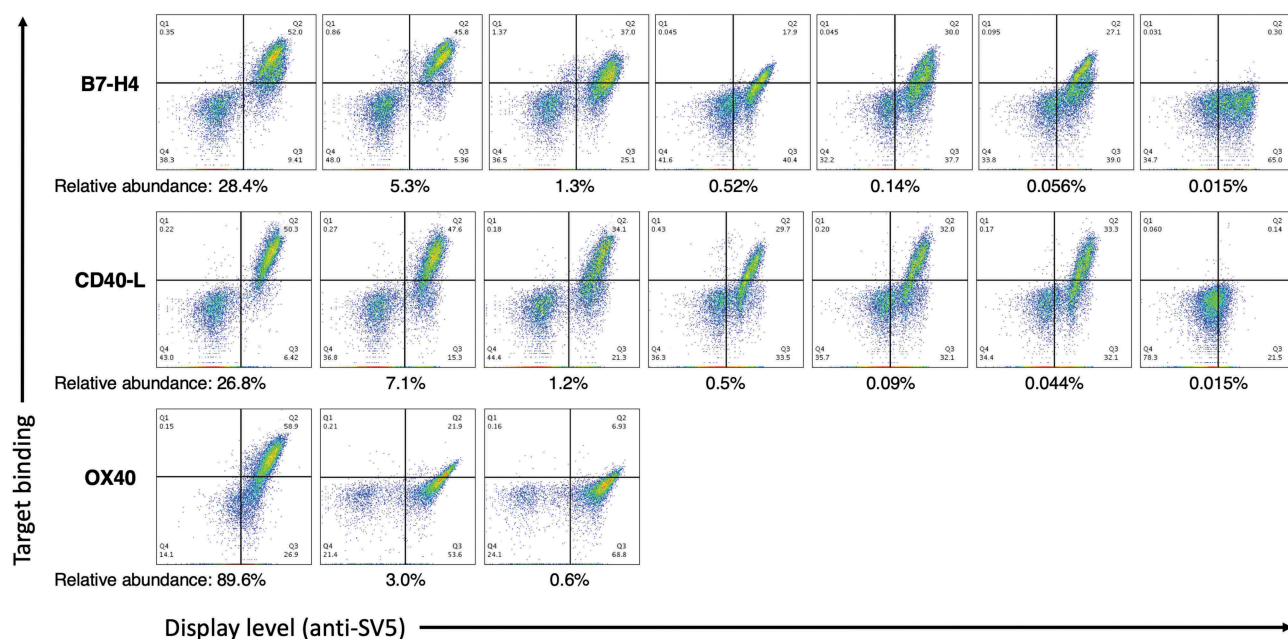 Target binding
B7-H4
Q1 0.35 Q2 52.0 Q4 38.3 Q3 9.41
Q1 0.86 Q2 45.8 Q4 48.0 Q3 5.36
Q1 1.37 Q2 37.0 Q4 36.5 Q3 25.1
Q1 0.045 Q2 17.9 Q4 41.6 Q3 40.4
Q1 0.045 Q2 30.0 Q4 32.2 Q3 37.7
Q1 0.095 Q2 27.1 Q4 33.8 Q3 39.0
Q1 0.031 Q2 0.30 Q4 34.7 Q3 65.0
Relative abundance: 28.4% 5.3% 1.3% 0.52% 0.14% 0.056% 0.015%
CD40-L
Q1 0.22 Q2 50.3 Q4 43.0 Q3 6.42
Q1 0.27 Q2 47.6 Q4 36.8 Q3 15.3
Q1 0.18 Q2 34.1 Q4 44.4 Q3 21.3
Q1 0.43 Q2 29.7 Q4 36.3 Q3 33.5
Q1 0.20 Q2 32.0 Q4 35.7 Q3 32.1
Q1 0.17 Q2 33.3 Q4 34.4 Q3 32.1
Q1 0.060 Q2 0.14 Q4 78.3 Q3 21.5
Relative abundance: 26.8% 7.1% 1.2% 0.5% 0.09% 0.044% 0.015%
OX40
Q1 0.15 Q2 58.9 Q4 14.1 Q3 26.9
Q1 0.21 Q2 21.9 Q4 21.4 Q3 53.6
Q1 0.16 Q2 6.93 Q4 24.1 Q3 68.8
Relative abundance: 89.6% 3.0% 0.6%
Display level (anti-SV5)